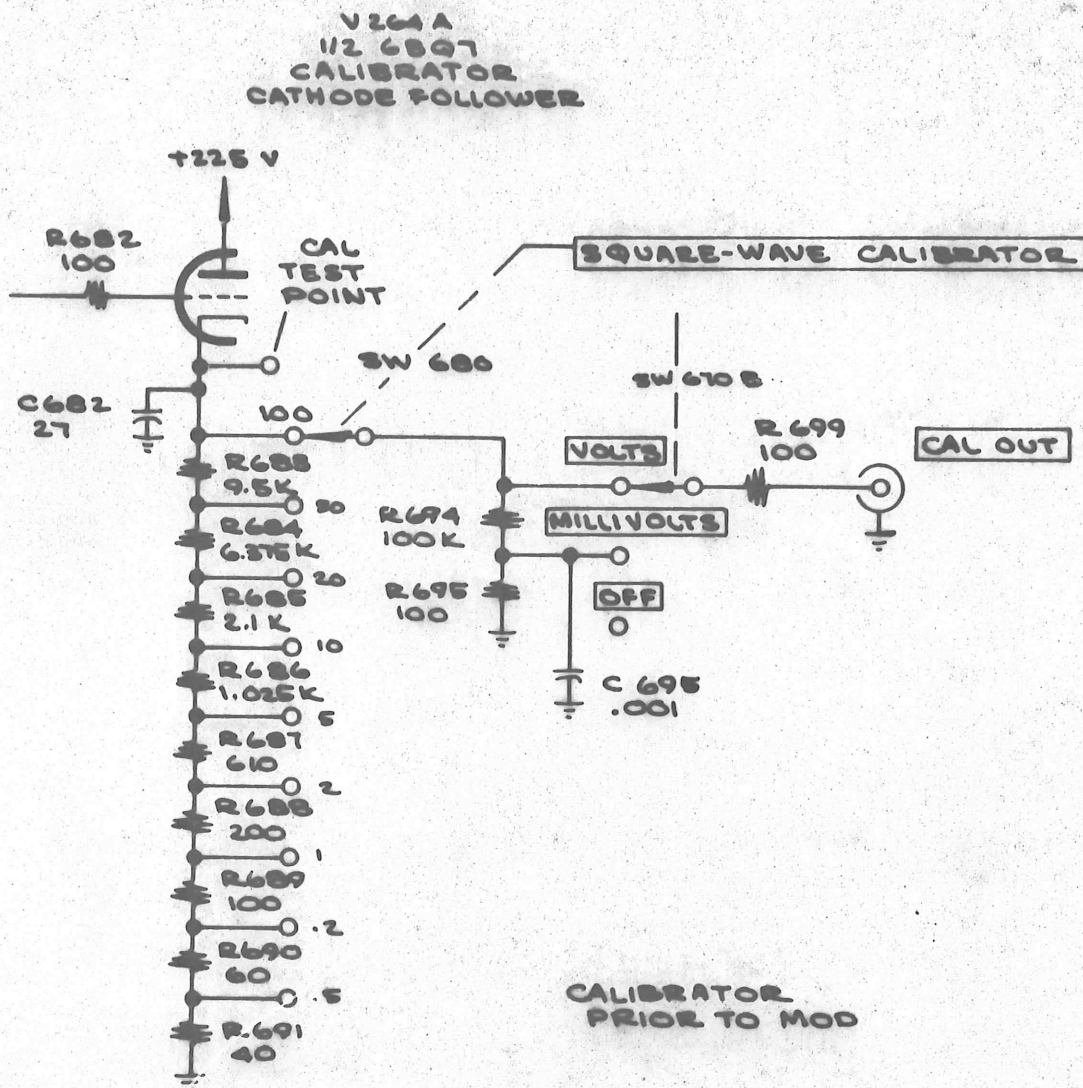 V264A
1/2 6BQ7
CALIBRATOR
CATHODE FOLLOWER
+225 V
R682
100
CAL
TEST
POINT
SQUARE-WAVE CALIBRATOR
SW 680
SW 670 B
C682
27
100
VOLTS
R699
100
CAL OUT
R683
9.5K
50
R694
100K
MILLIVOLTS
R684
6.375K
20
R695
100
OFF
R685
2.1K
10
R686
1.025K
C 695
.001
5
R687
610
2
R688
200
1
R689
100
.2
R690
60
.5
R.691
40
CALIBRATOR
PRIOR TO MOD